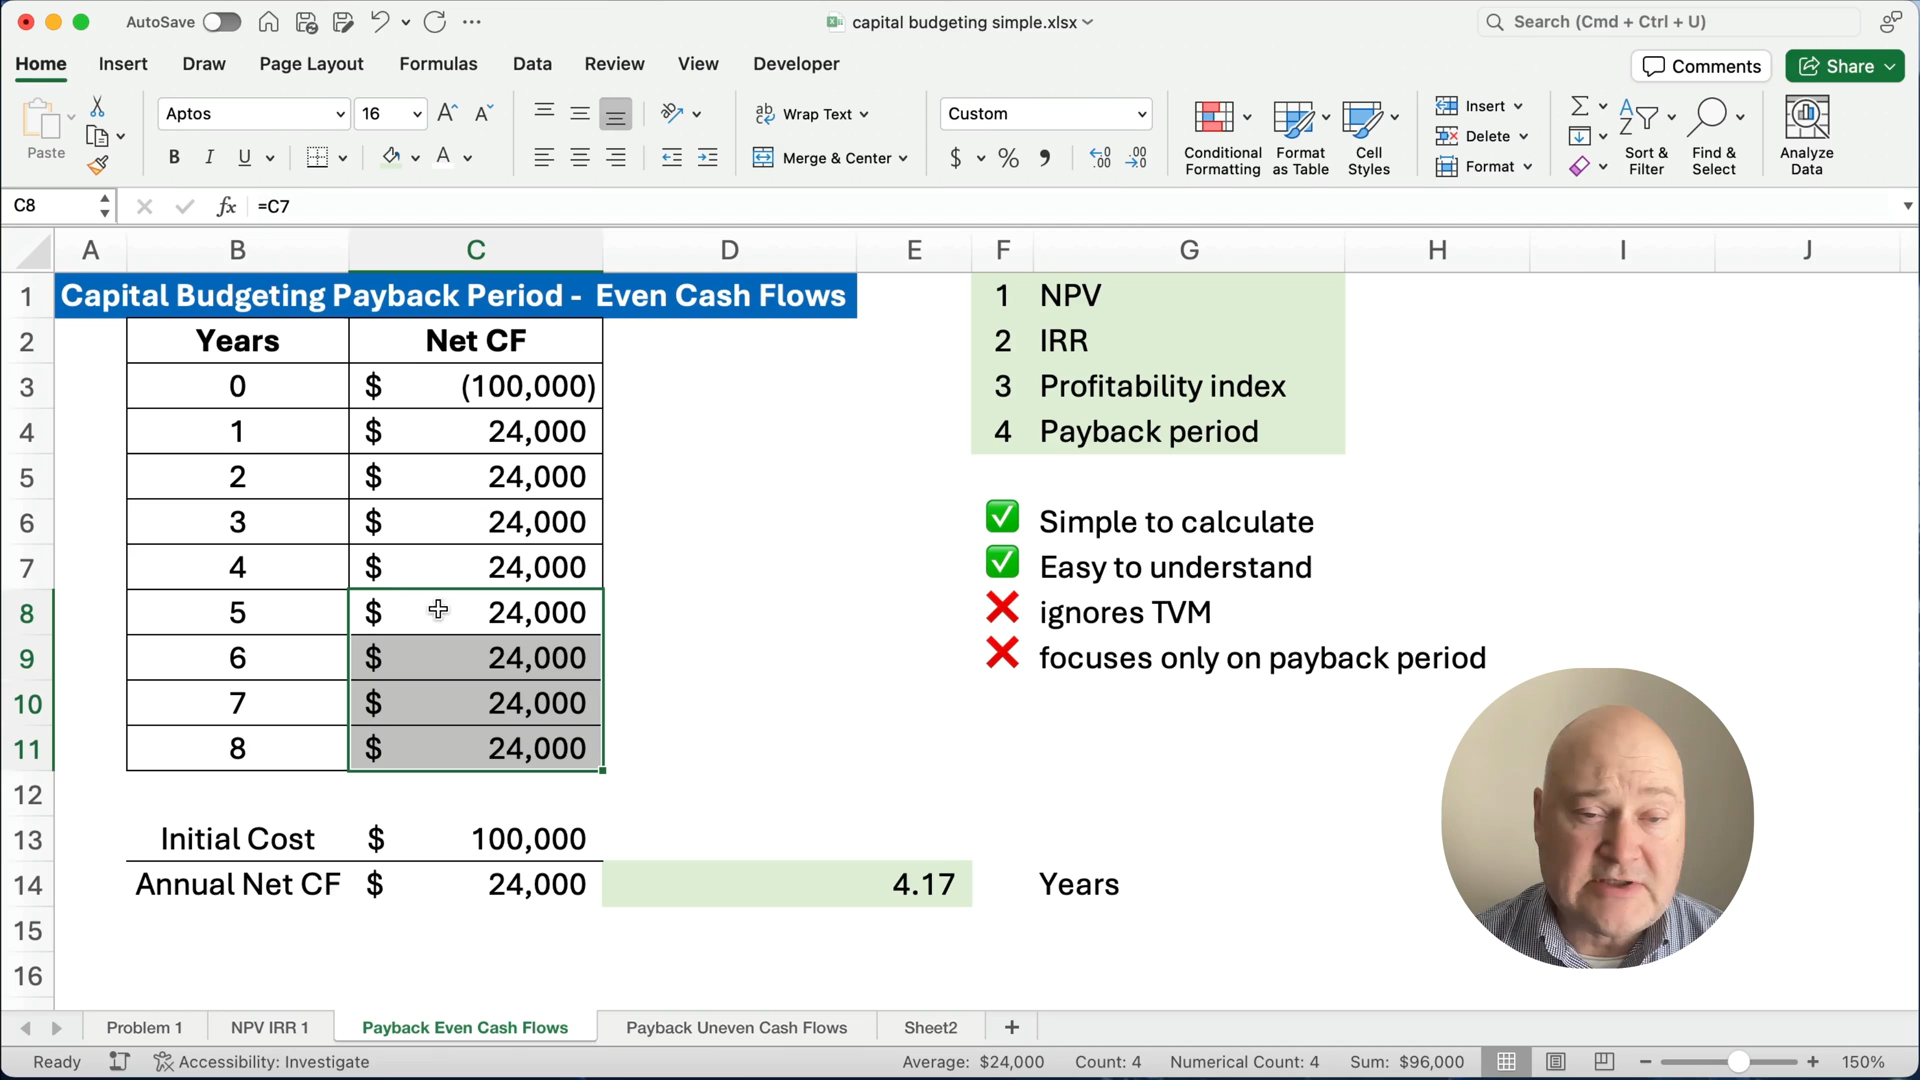 AutoSave
capital budgeting simple.xlsx
Search (Cmd + Ctrl + U)
Home Insert Draw Page Layout Formulas Data Review View Developer
Comments Share
Paste
Aptos 16
Wrap Text
Custom
Merge & Center
B I U
Conditional Formatting
Format as Table
Cell Styles
Insert
Delete
Format
Sort & Filter
Find & Select
Analyze Data
C8 fx =C7
A B C D E F G H I J
1 Capital Budgeting Payback Period - Even Cash Flows 1 NPV
2 Years Net CF 2 IRR
3 0 $ (100,000) 3 Profitability index
4 1 $ 24,000 4 Payback period
5 2 $ 24,000
6 3 $ 24,000 ✅ Simple to calculate
7 4 $ 24,000 ✅ Easy to understand
8 5 $ 24,000 ❌ ignores TVM
9 6 $ 24,000 ❌ focuses only on payback period
10 7 $ 24,000
11 8 $ 24,000
12
13 Initial Cost $ 100,000
14 Annual Net CF $ 24,000 4.17 Years
15
16
Problem 1 NPV IRR 1 Payback Even Cash Flows Payback Uneven Cash Flows Sheet2 +
Ready Accessibility: Investigate Average: $24,000 Count: 4 Numerical Count: 4 Sum: $96,000 150%